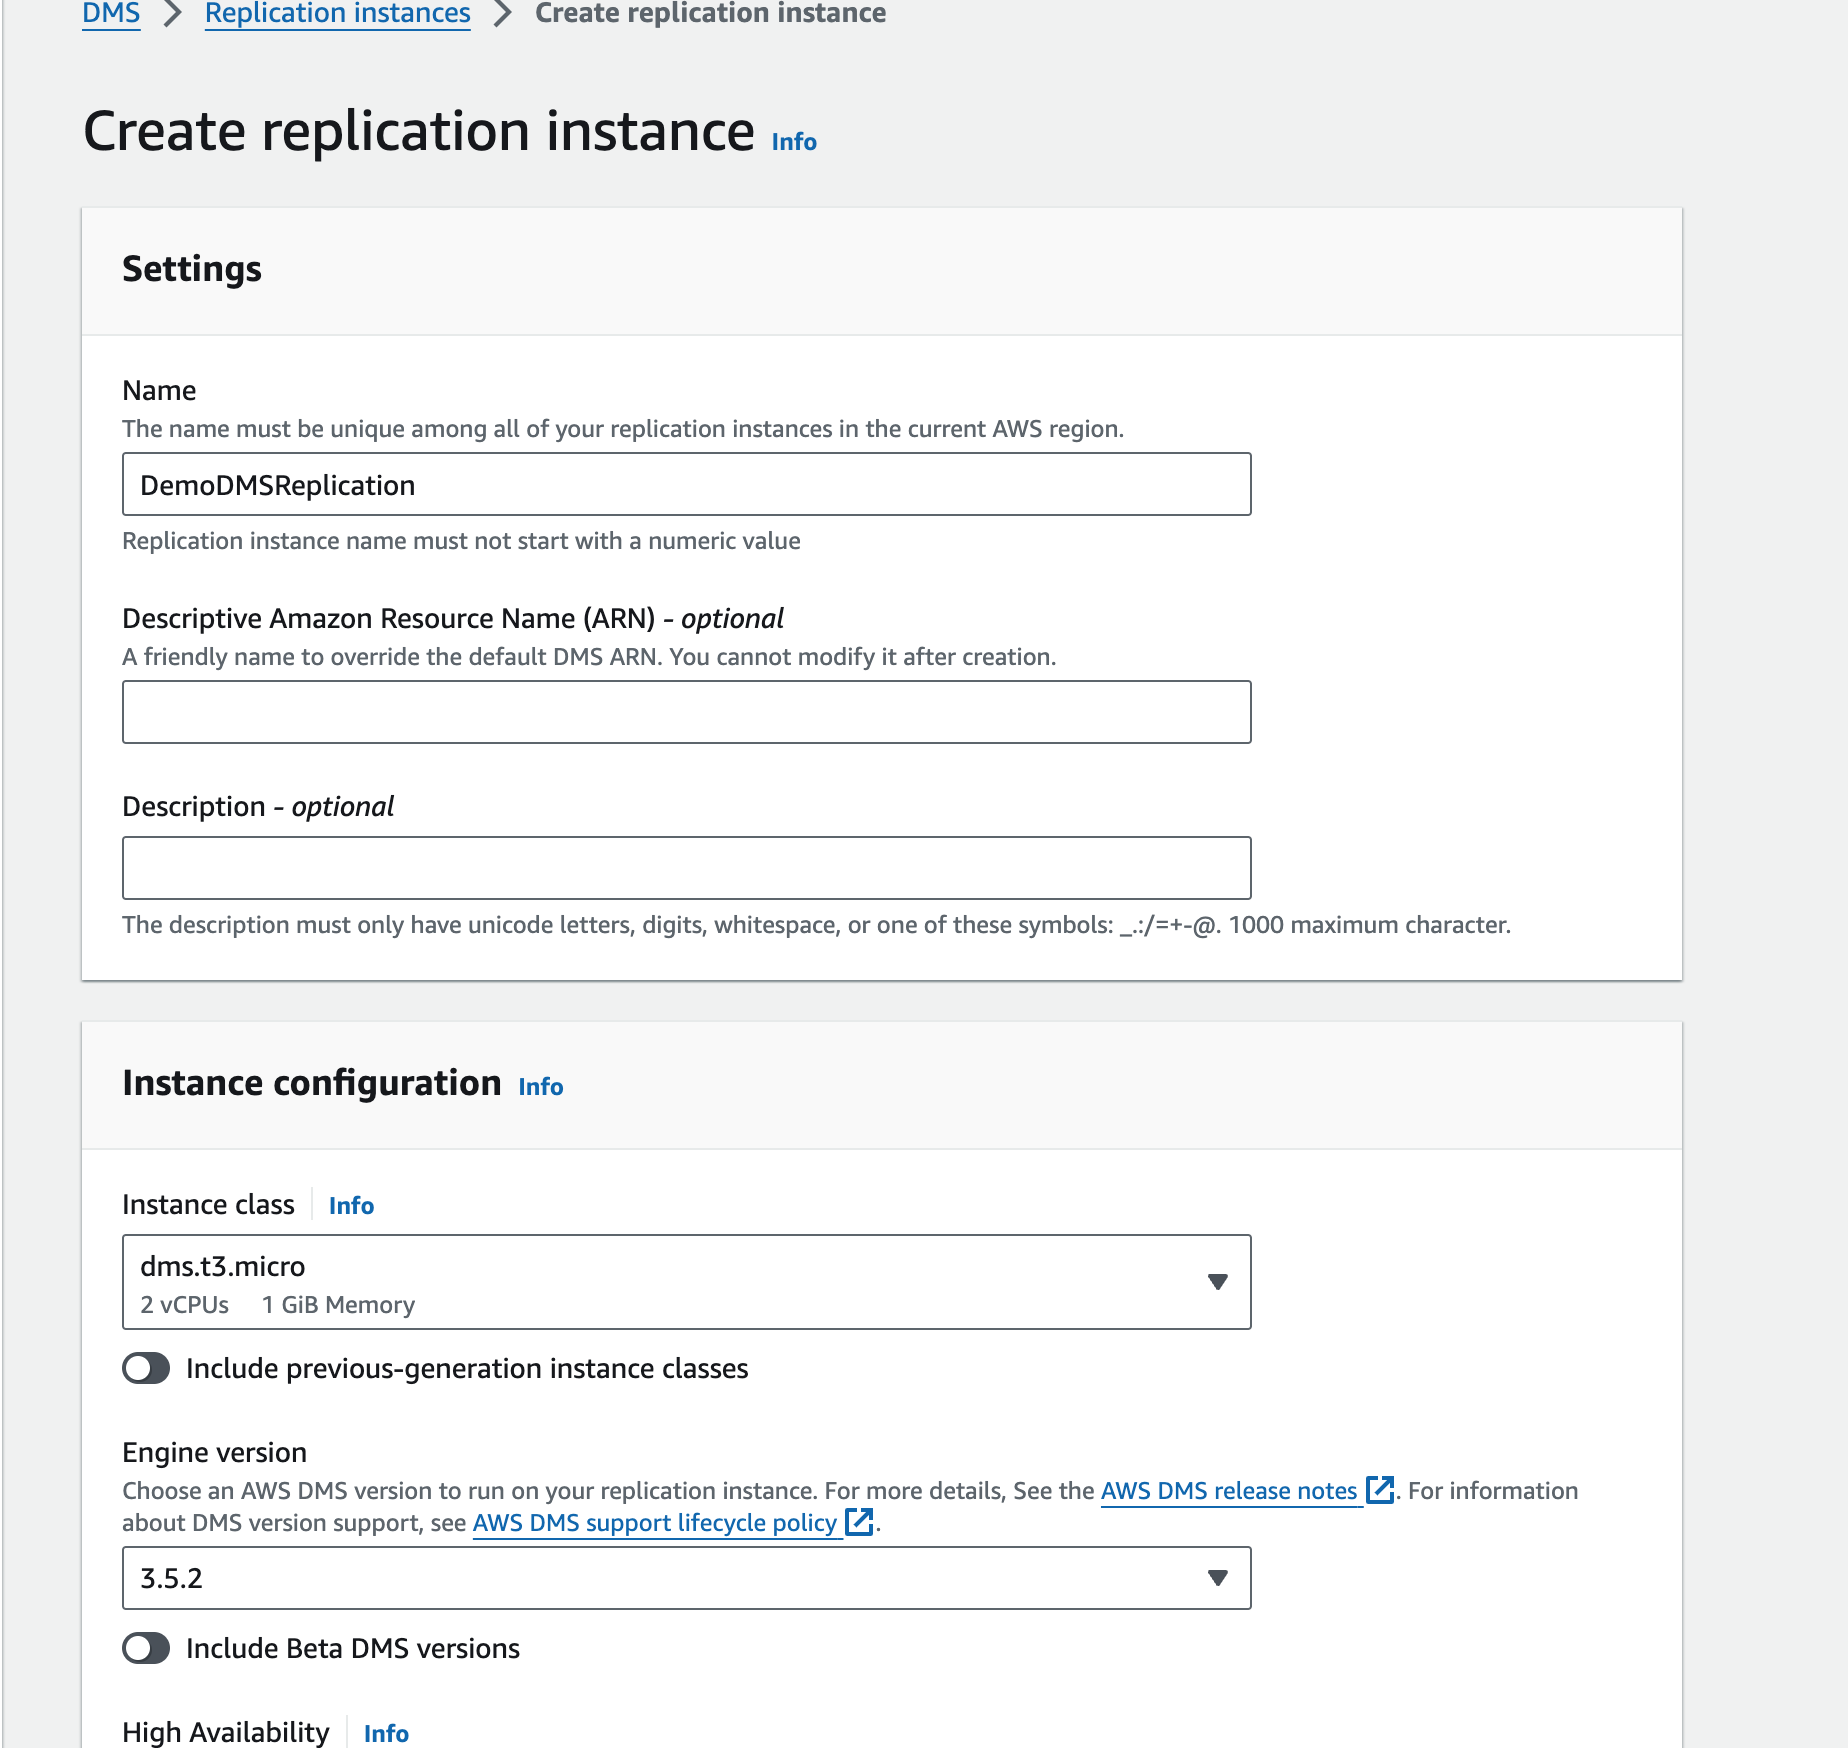 DMS > Replication instances > Create replication instance
Create replication instance Info
Settings
Name
The name must be unique among all of your replication instances in the current AWS region.
DemoDMSReplication
Replication instance name must not start with a numeric value
Descriptive Amazon Resource Name (ARN) - optional
A friendly name to override the default DMS ARN. You cannot modify it after creation.
Description - optional
The description must only have unicode letters, digits, whitespace, or one of these symbols: _.:/=+-@. 1000 maximum character.
Instance configuration Info
Instance class Info
dms.t3.micro
2 vCPUs 1 GiB Memory
Include previous-generation instance classes
Engine version
Choose an AWS DMS version to run on your replication instance. For more details, See the AWS DMS release notes. For information
about DMS version support, see AWS DMS support lifecycle policy.
3.5.2
Include Beta DMS versions
High Availability Info